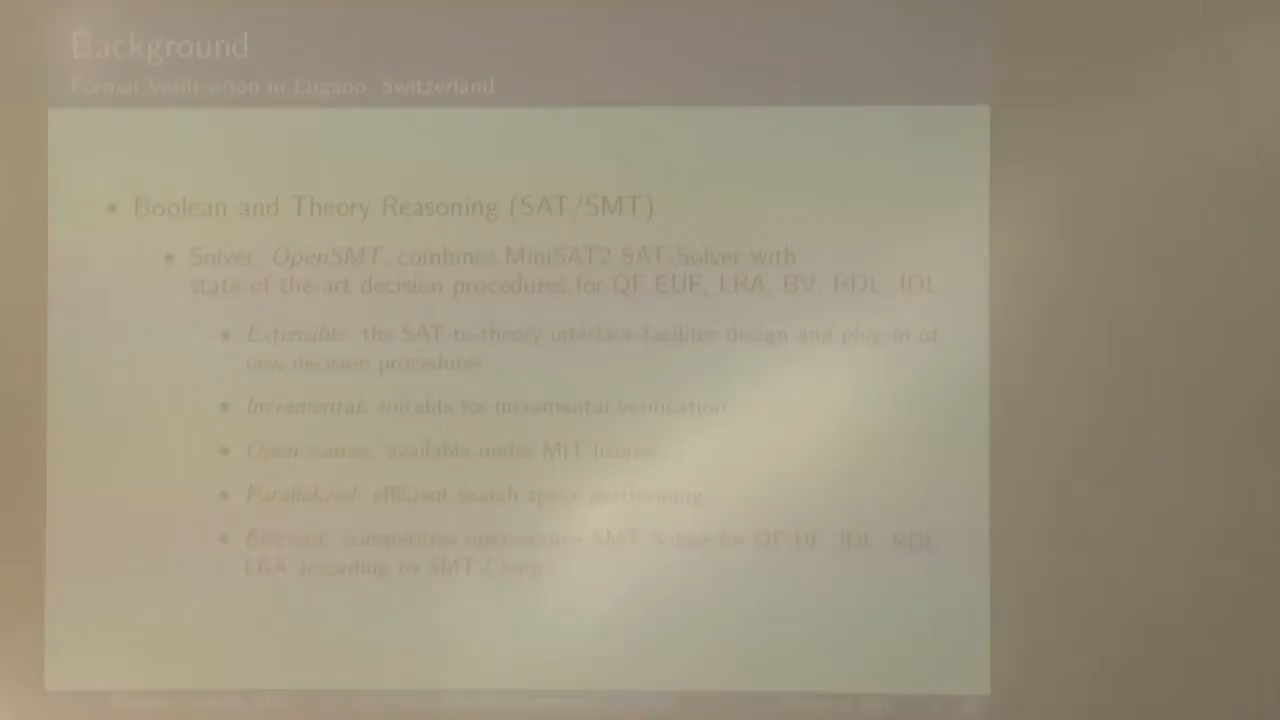 Background
Formal Verification in Lugano, Switzerland
• Boolean and Theory Reasoning (SAT/SMT)
• Solver, OpenSMT, combines MiniSAT2 SAT-Solver with
state-of-the-art decision procedures for QF EUF, LRA, BV, RDL, IDL
• Extensible: the SAT-to-theory interface facilites design and plug-in of
new decision procedures
• Incremental: suitable for incremental verification
• Open-source: available under MIT license
• Parallelized: efficient search space partitioning
• Efficient: competitive open-source SMT Solver for QF UF, IDL, RDL,
LRA according to SMT-Comp